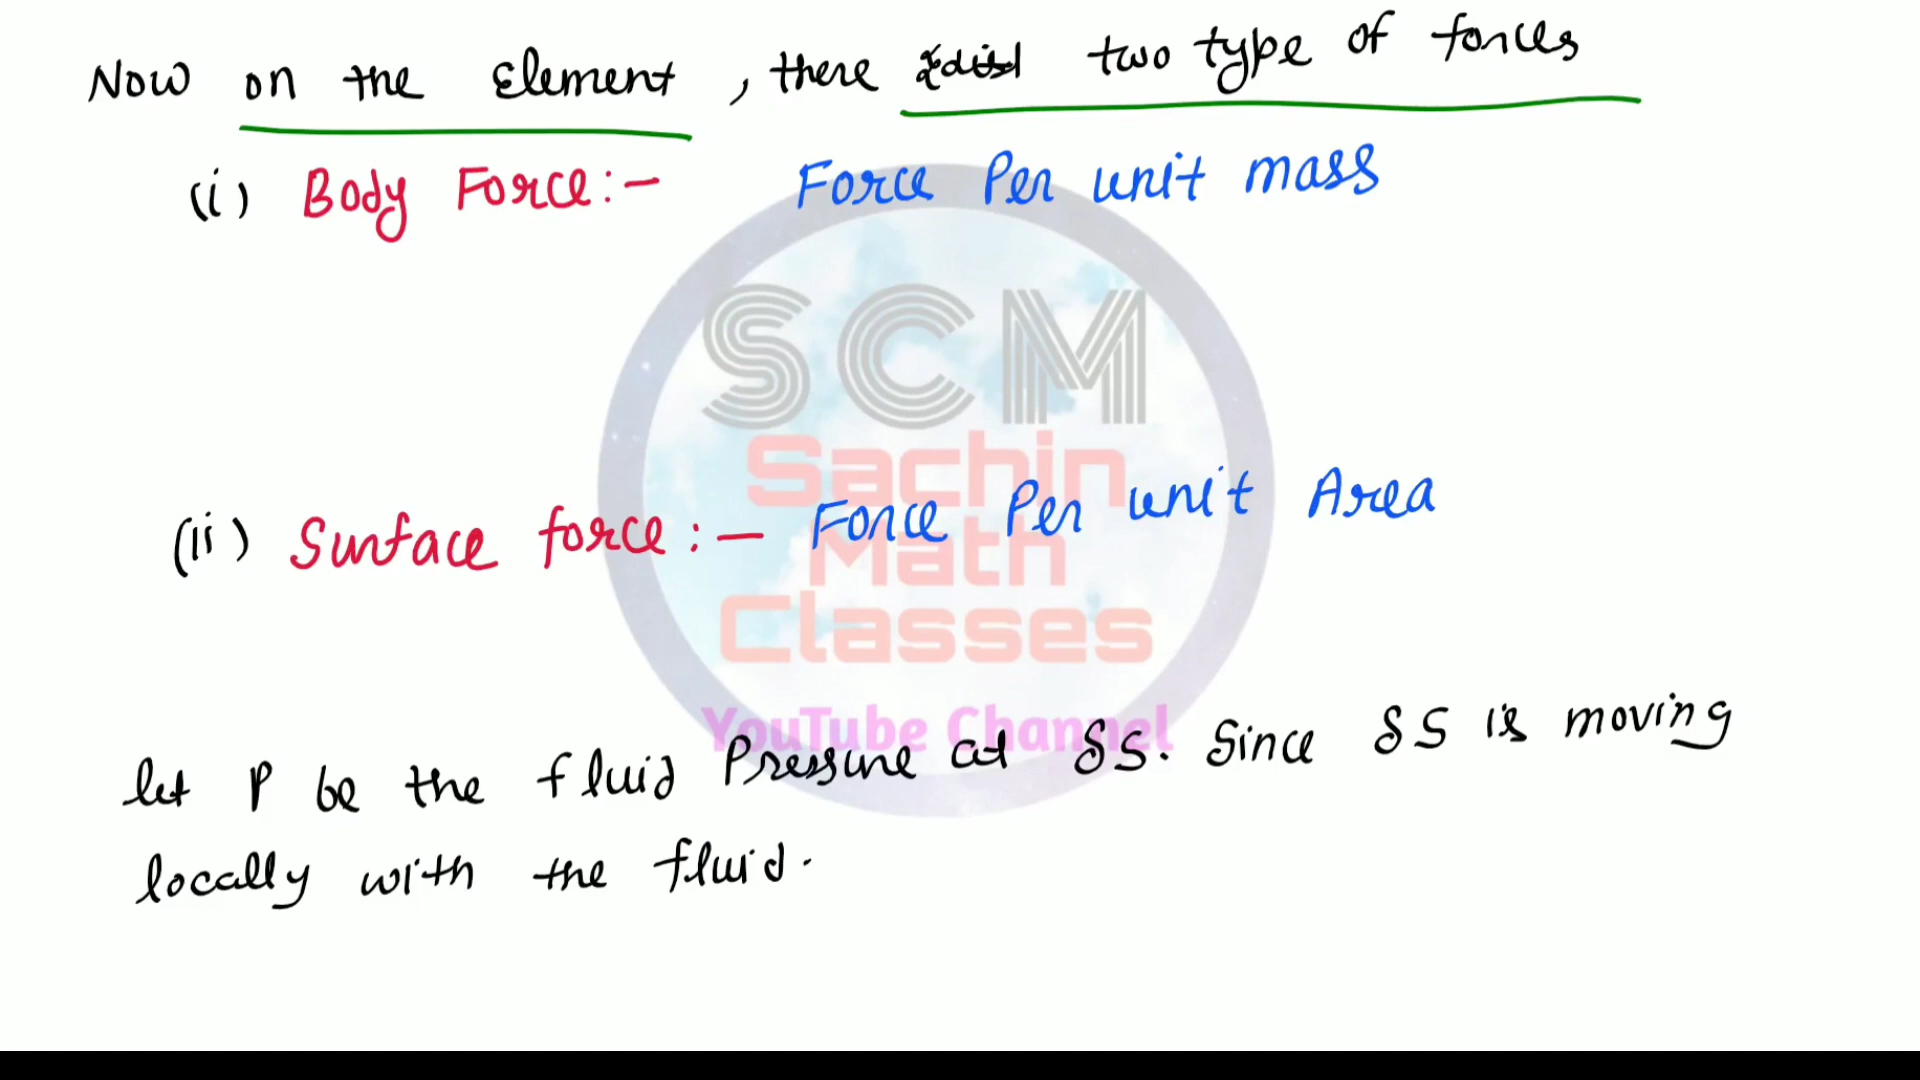 Now on the Element, there exist two type of forces
(i) Body Force:- Force Per unit mass
SCM
Sachin
(ii) Surface force:- Force Per unit Area
Math
Classes
YouTube Channel
let P be the fluid Pressure at δS. Since δS is moving
locally with the fluid.